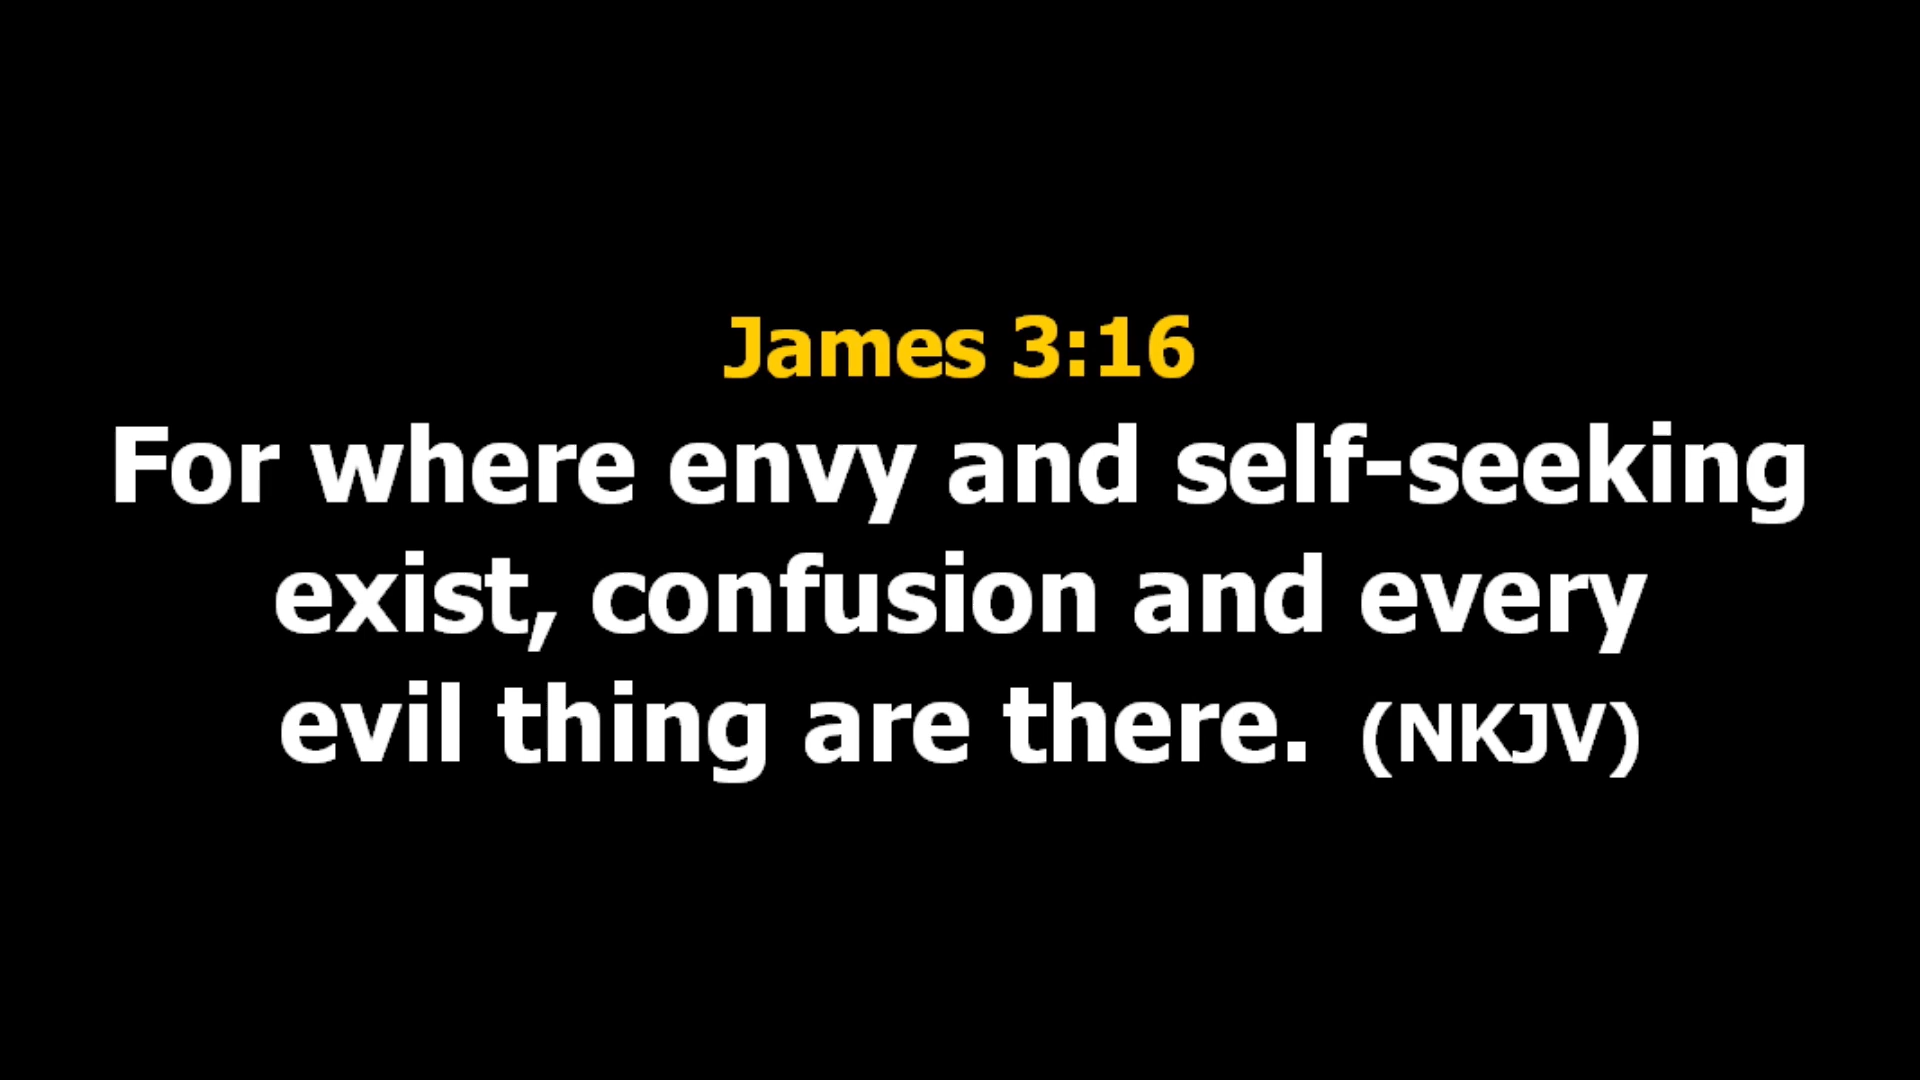 James 3:16
For where envy and self-seeking
exist, confusion and every
evil thing are there. (NKJV)